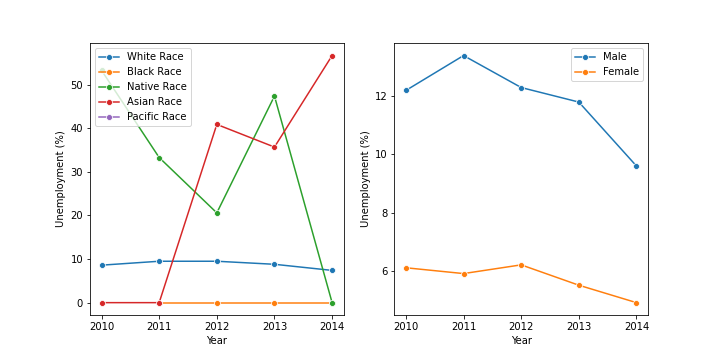 White Race
Black Race
Native Race
Asian Race
Pacific Race
50
40
30
20
10
0
Unemployment (%)
2010 2011 2012 2013 2014
Year
Male
Female
12
10
8
6
Unemployment (%)
2010 2011 2012 2013 2014
Year